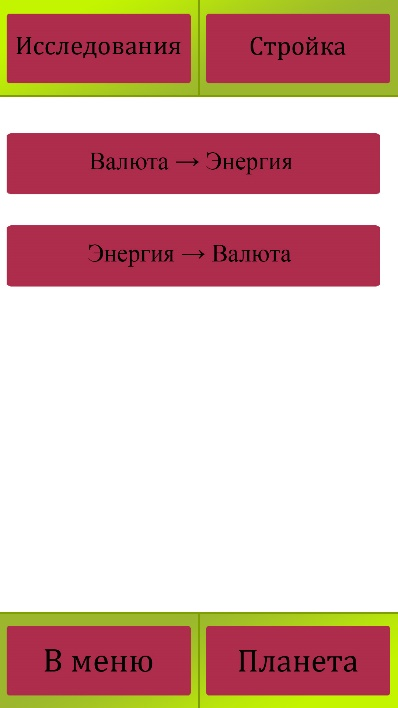 Исследования
Стройка
Валюта → Энергия
Энергия → Валюта
В меню
Планета